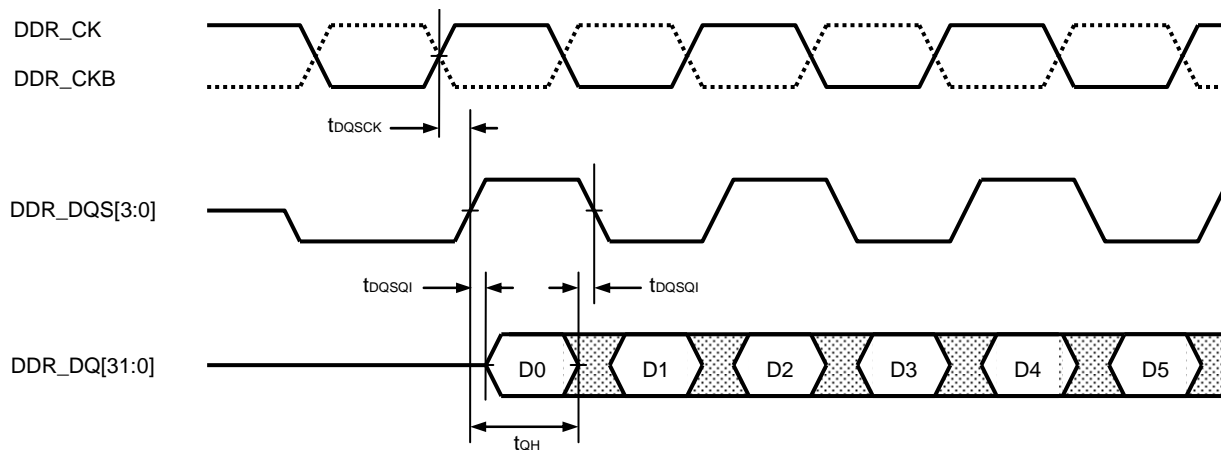 DDR_CK
DDR_CKB
tDQSCK
DDR_DQS[3:0]
tDQSQI
tDQSQI
DDR_DQ[31:0]
D0
D1
D2
D3
D4
D5
tQH